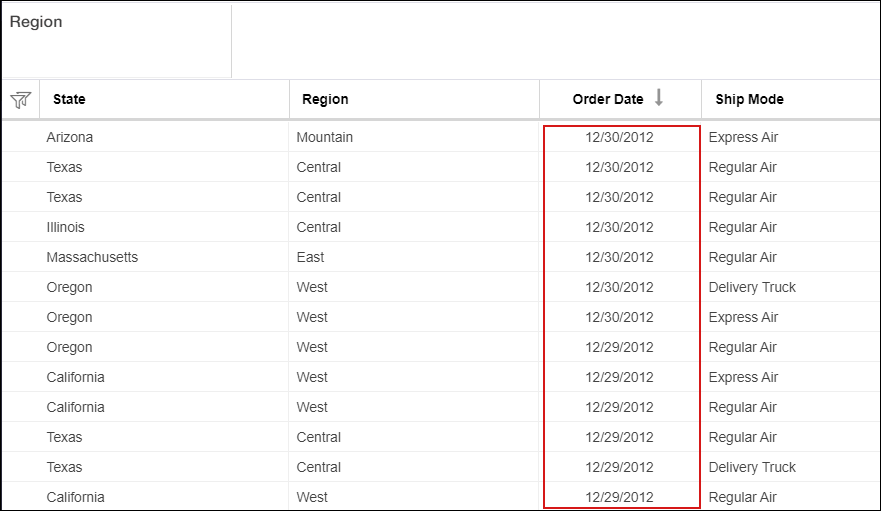 Region
State Region Order Date Ship Mode
Arizona Mountain 12/30/2012 Express Air
Texas Central 12/30/2012 Regular Air
Texas Central 12/30/2012 Regular Air
Illinois Central 12/30/2012 Regular Air
Massachusetts East 12/30/2012 Regular Air
Oregon West 12/30/2012 Delivery Truck
Oregon West 12/30/2012 Express Air
Oregon West 12/29/2012 Regular Air
California West 12/29/2012 Express Air
California West 12/29/2012 Regular Air
Texas Central 12/29/2012 Regular Air
Texas Central 12/29/2012 Delivery Truck
California West 12/29/2012 Regular Air